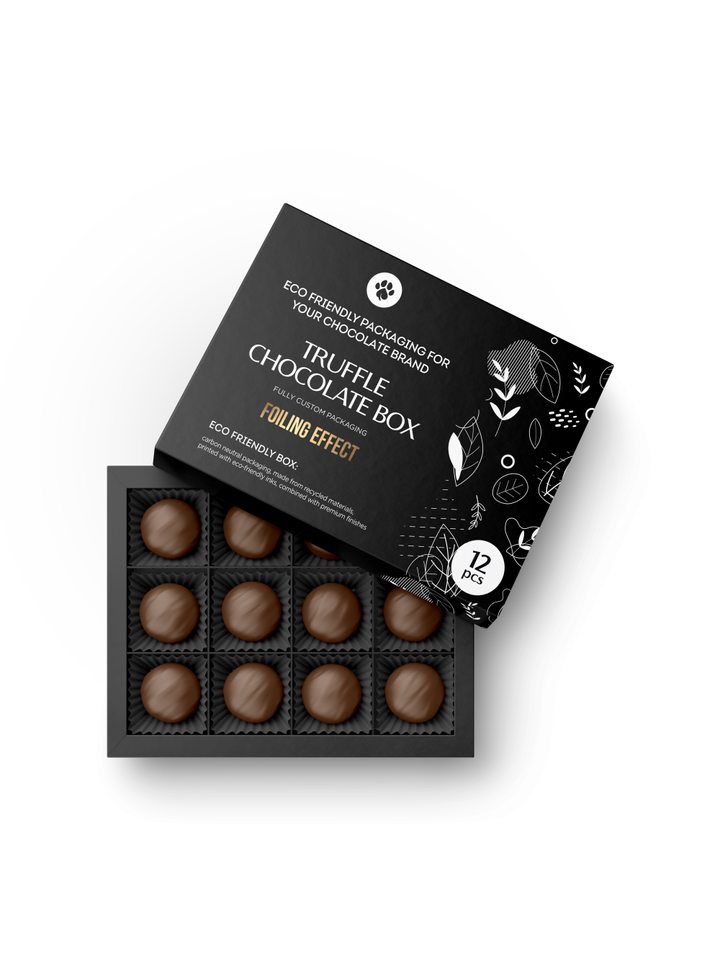 ECO FRIENDLY PACKAGING FOR
YOUR CHOCOLATE BRAND
TRUFFLE
CHOCOLATE BOX
FULLY CUSTOM PACKAGING
FOILING EFFECT
ECO FRIENDLY BOX:
carbon neutral packaging, made from recycled materials,
printed with eco-friendly inks, combined with premium finishes
12
pcs